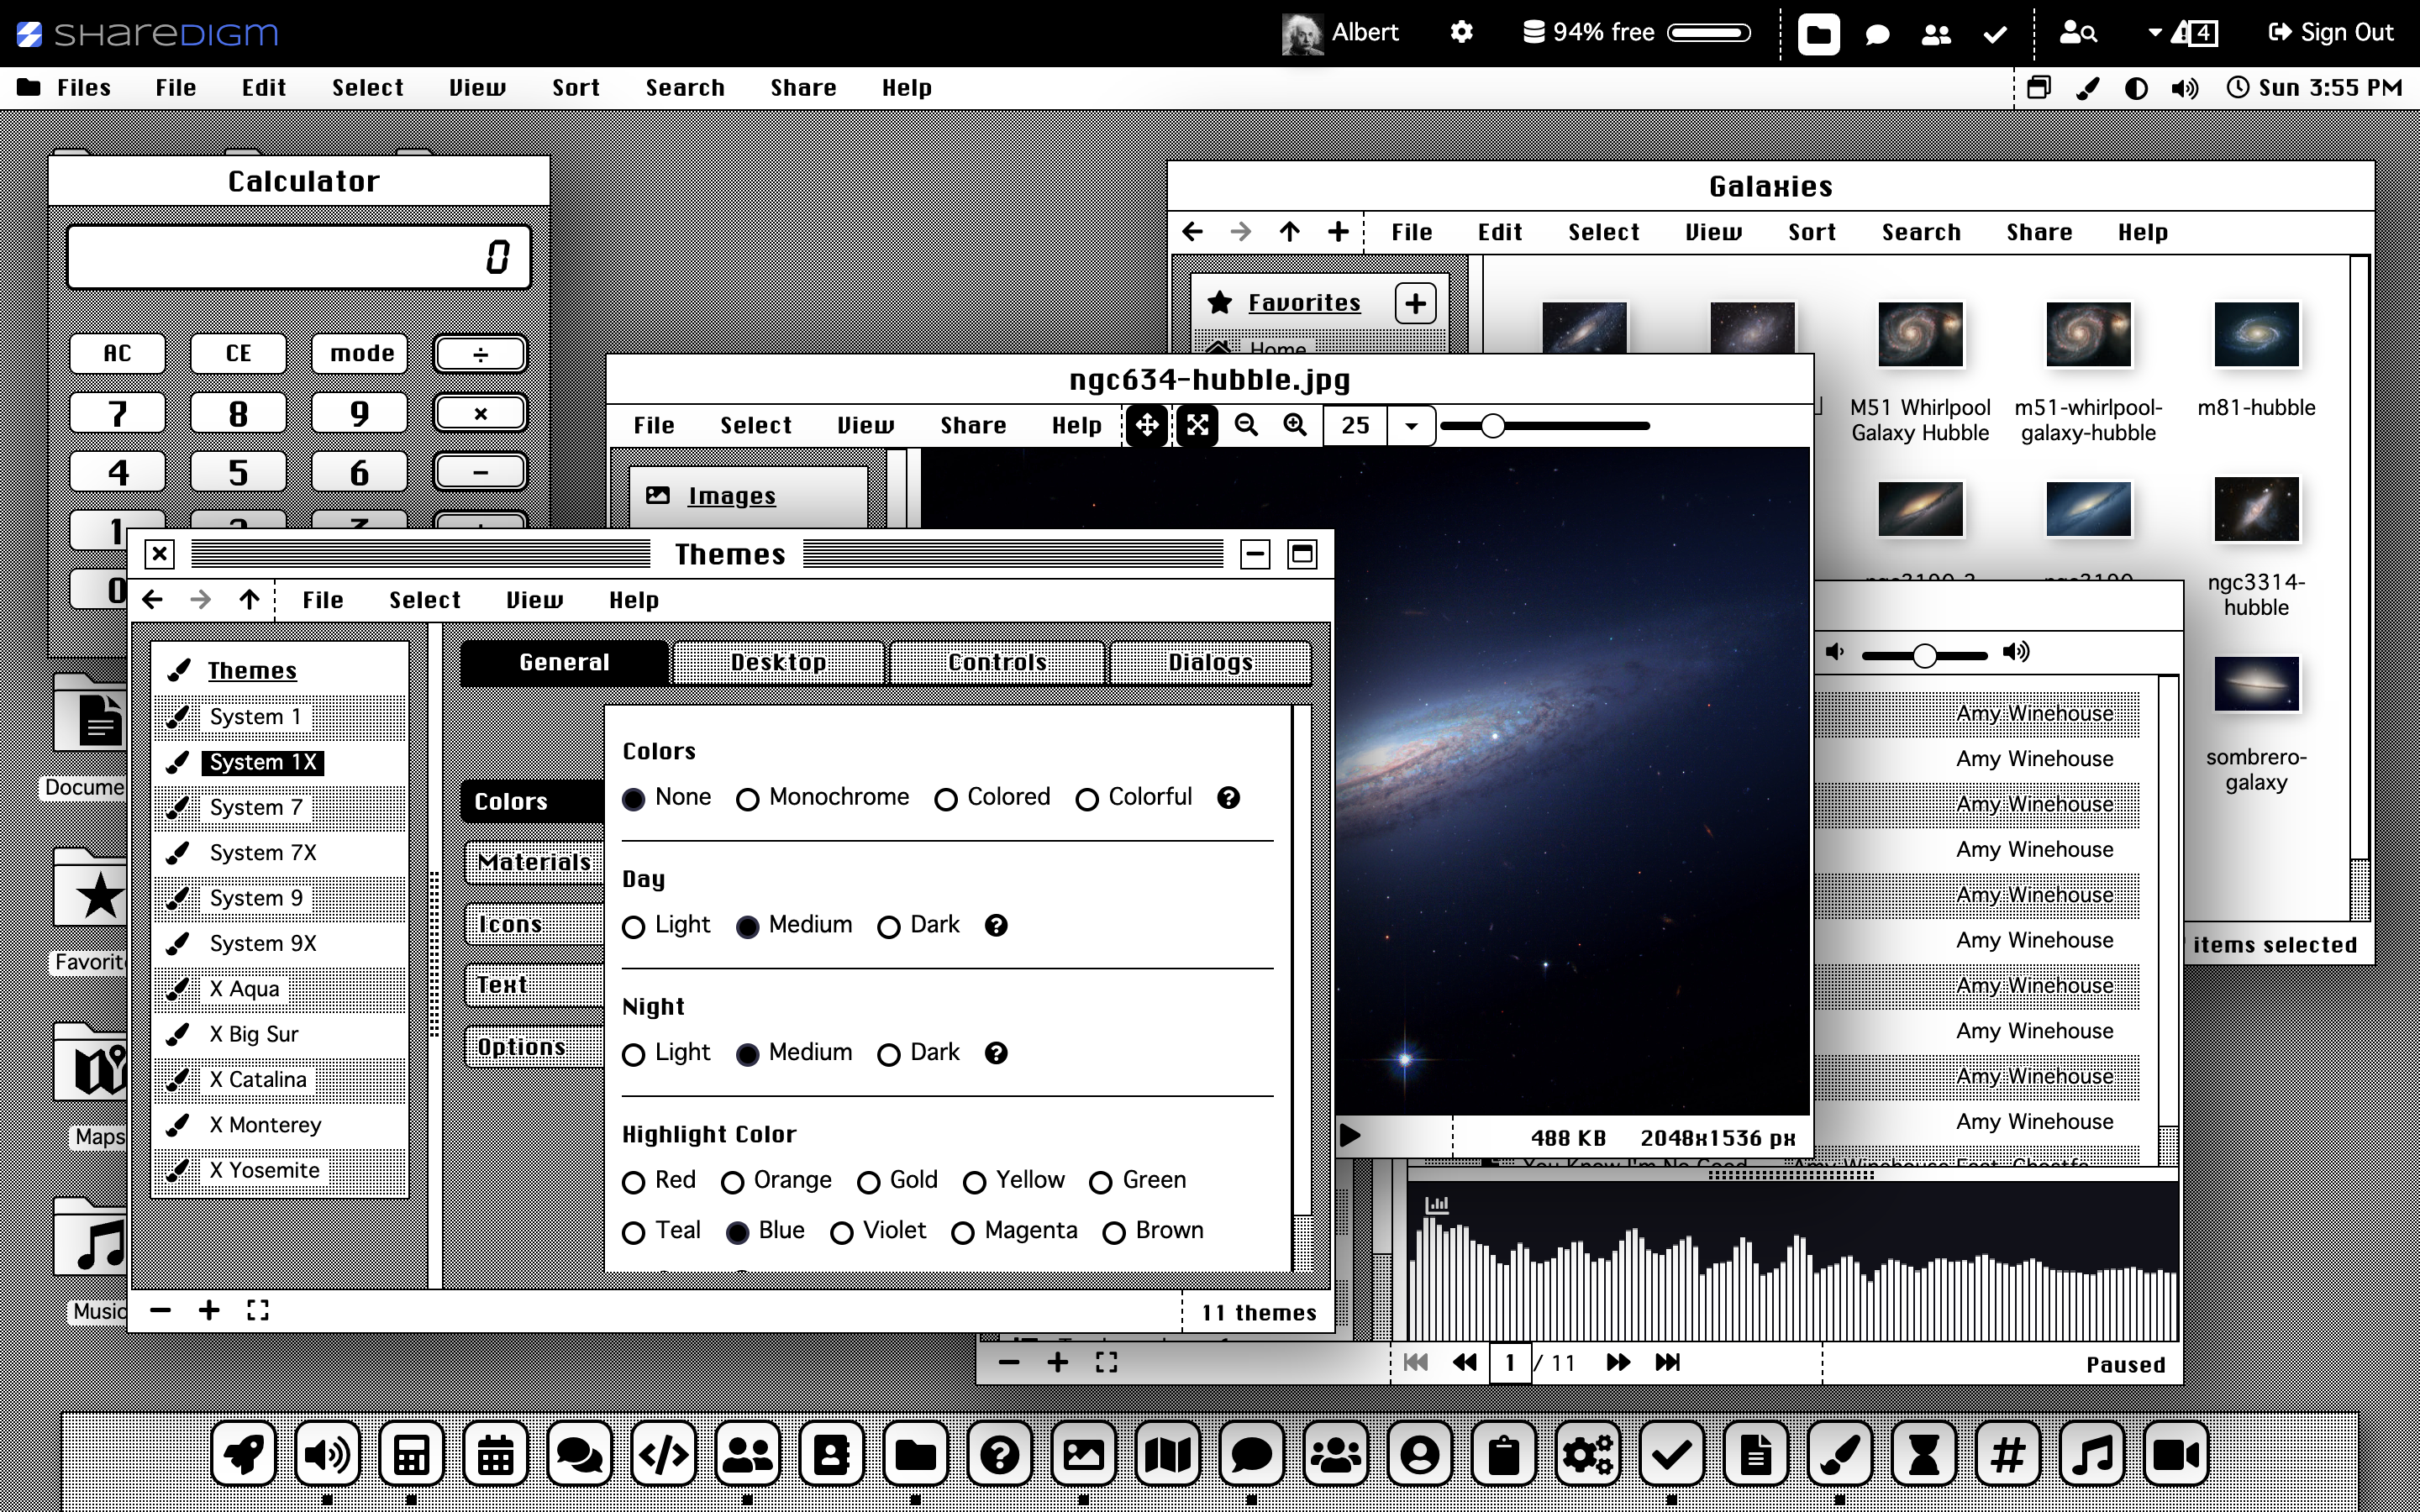 SHAREDIGM
Albert
94% free
4
Sign Out
Files File Edit Select View Sort Search Share Help
Sun 3:55 PM
Calculator
0
AC CE mode ÷
7 8 9 ×
4 5 6 −
1
0
Galaxies
File Edit Select View Sort Search Share Help
Favorites
Home
M51 Whirlpool
Galaxy Hubble
m51-whirlpool-
galaxy-hubble
m81-hubble
ngc3314-
hubble
sombrero-
galaxy
items selected
ngc634-hubble.jpg
File Select View Share Help
25
Images
488 KB 2048x1536 px
Themes
File Select View Help
Themes
System 1
System 1X
System 7
System 7X
System 9
System 9X
X Aqua
X Big Sur
X Catalina
X Monterey
X Yosemite
General Desktop Controls Dialogs
Colors
Materials
Icons
Text
Options
Colors
None Monochrome Colored Colorful
Day
Light Medium Dark
Night
Light Medium Dark
Highlight Color
Red Orange Gold Yellow Green
Teal Blue Violet Magenta Brown
11 themes
Amy Winehouse
Amy Winehouse
Amy Winehouse
Amy Winehouse
Amy Winehouse
Amy Winehouse
Amy Winehouse
Amy Winehouse
Amy Winehouse
Amy Winehouse
You Know I'm No Good Amy Winehouse Feat. Ghostfa
1 / 11
Paused
Docume
Favorit
Maps
Music